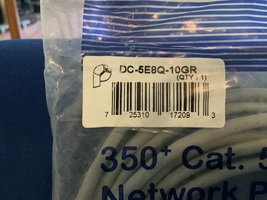 DC-5E8Q-10GR
(QTY : 1)
7 25310 17209 3
350+ Cat. 5
Network P